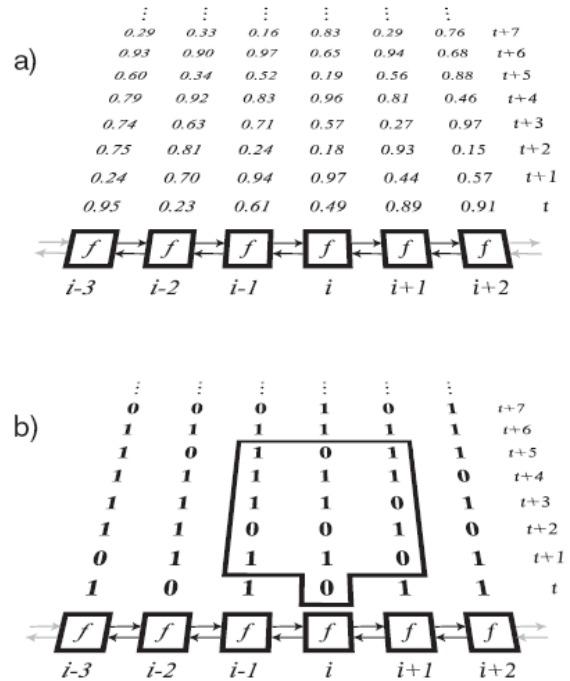 ⋮ ⋮ ⋮ ⋮ ⋮ ⋮
0.29 0.33 0.16 0.83 0.29 0.76 t+7
a)
0.93 0.90 0.97 0.65 0.94 0.68 t+6
0.60 0.34 0.52 0.19 0.56 0.88 t+5
0.79 0.92 0.83 0.96 0.81 0.46 t+4
0.74 0.63 0.71 0.57 0.27 0.97 t+3
0.75 0.81 0.24 0.18 0.93 0.15 t+2
0.24 0.70 0.94 0.97 0.44 0.57 t+1
0.95 0.23 0.61 0.49 0.89 0.91 t
f f f f f f
i-3 i-2 i-1 i i+1 i+2
⋮ ⋮ ⋮ ⋮ ⋮ ⋮
0 0 0 1 0 1 t+7
b)
1 1 1 1 1 1 t+6
1 0 1 0 1 1 t+5
1 1 1 1 1 0 t+4
1 1 1 1 0 1 t+3
1 1 0 0 1 0 t+2
0 1 1 1 0 1 t+1
1 0 1 0 1 1 t
f f f f f f
i-3 i-2 i-1 i i+1 i+2